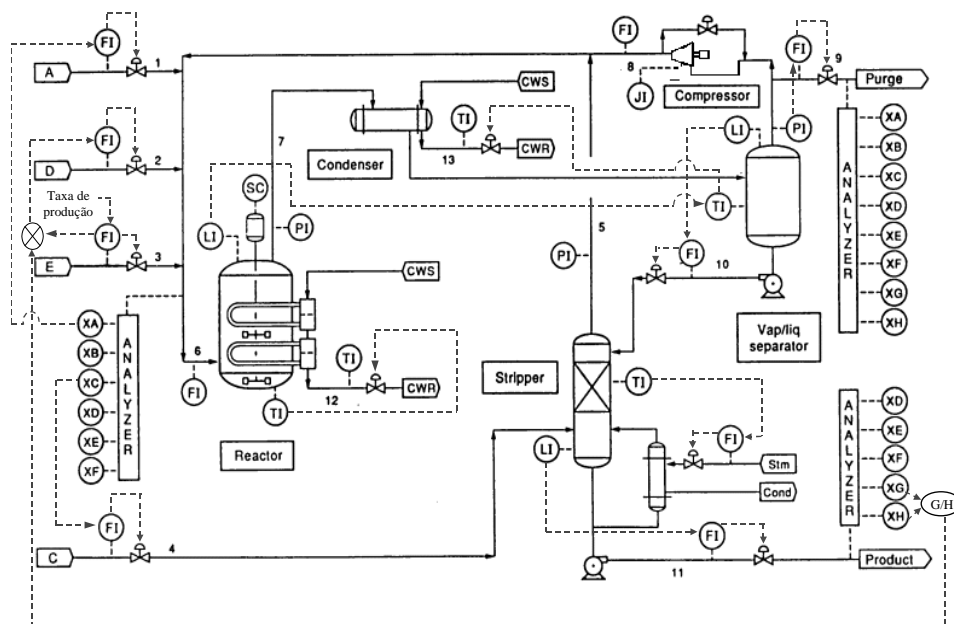 FI
FI
FI
9
A
1
8
Purge
CWS
JI
Compressor
XA
FI
TI
LI
PI
XB
7
13
CWR
Condenser
XC
D
2
SC
TI
XD
Taxa de
produção
FI
LI
PI
5
XE
FI
PI
10
XF
E
3
CWS
XG
ANALYZER
XA
XH
XB
Vap/liq
separator
6
TI
XC
FI
CWR
Stripper
TI
12
XD
TI
ANALYZER
XD
XE
Reactor
LI
FI
XE
XF
Stm
XF
Cond
XG
G/H
FI
FI
XH
ANALYZER
C
4
11
Product